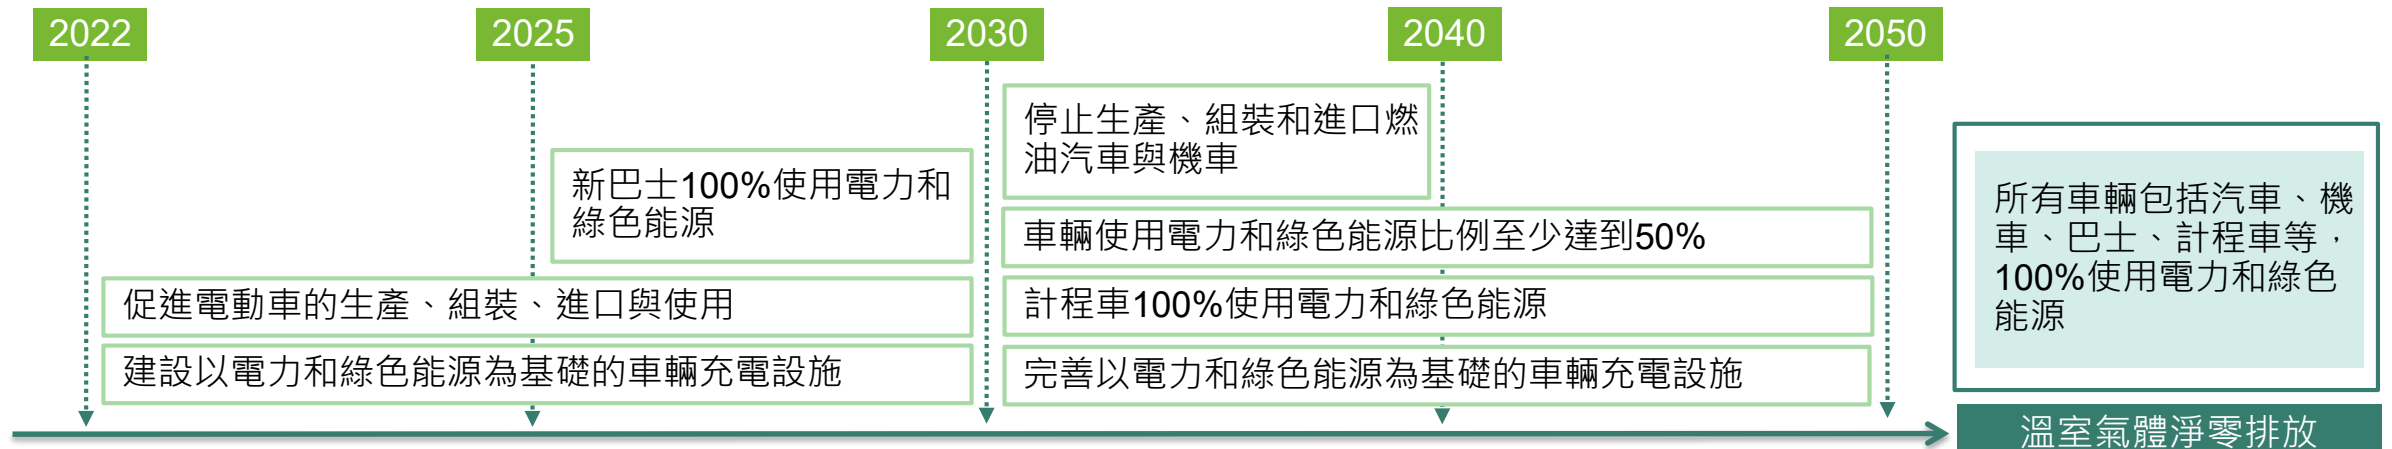 2022
2025
2030
2040
2050
停止生產、組裝和進口燃
油汽車與機車
新巴士100%使用電力和
綠色能源
車輛使用電力和綠色能源比例至少達到50%
促進電動車的生產、組裝、進口與使用
計程車100%使用電力和綠色能源
建設以電力和綠色能源為基礎的車輛充電設施
完善以電力和綠色能源為基礎的車輛充電設施
所有車輛包括汽車、機
車、巴士、計程車等，
100%使用電力和綠色
能源
溫室氣體淨零排放